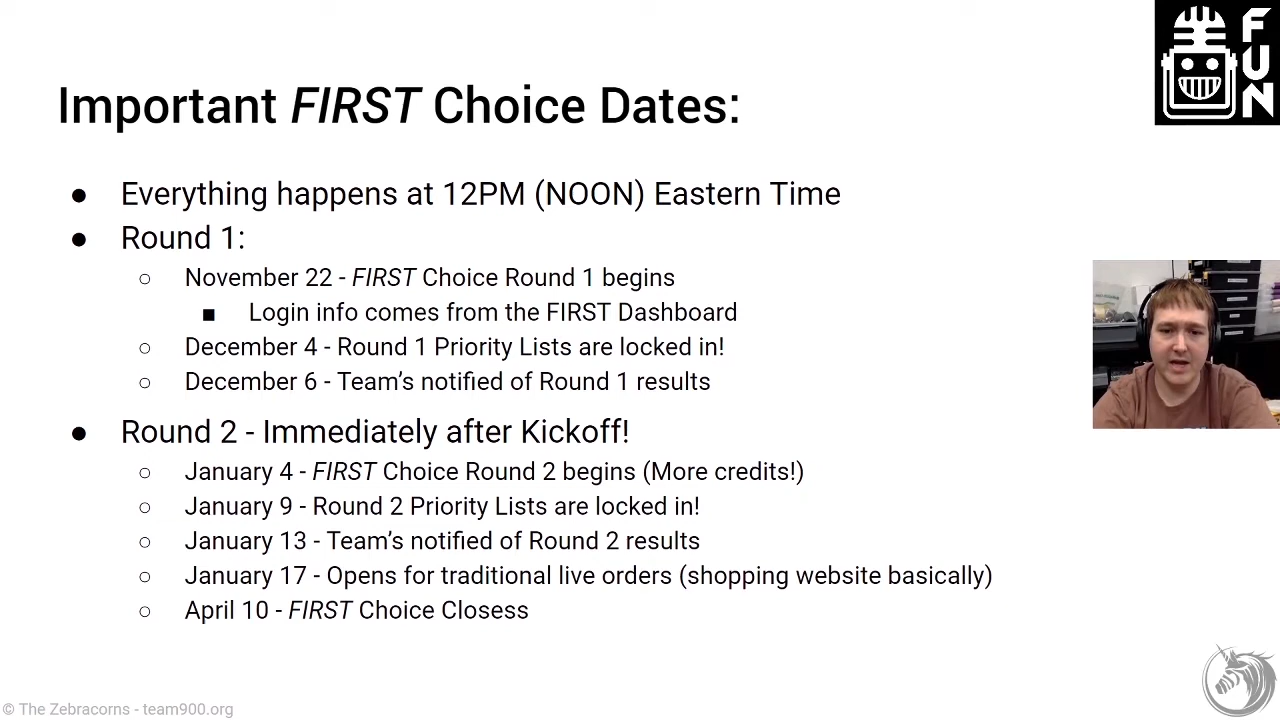 FUN
Important FIRST Choice Dates:
● Everything happens at 12PM (NOON) Eastern Time
● Round 1:
○ November 22 - FIRST Choice Round 1 begins
■ Login info comes from the FIRST Dashboard
○ December 4 - Round 1 Priority Lists are locked in!
○ December 6 - Team’s notified of Round 1 results
● Round 2 - Immediately after Kickoff!
○ January 4 - FIRST Choice Round 2 begins (More credits!)
○ January 9 - Round 2 Priority Lists are locked in!
○ January 13 - Team’s notified of Round 2 results
○ January 17 - Opens for traditional live orders (shopping website basically)
○ April 10 - FIRST Choice Closess
© The Zebracorns - team900.org